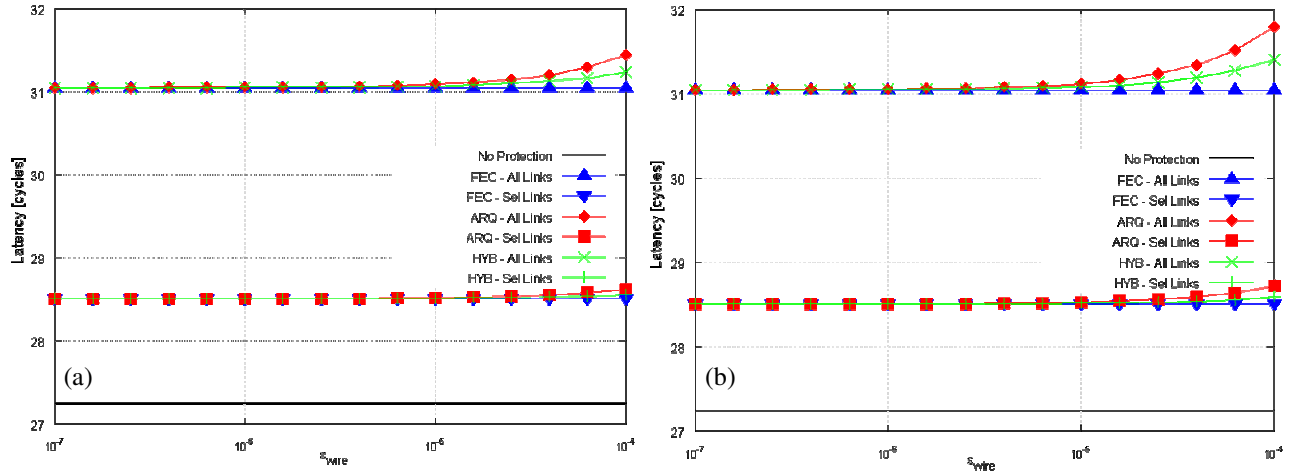 32
31
30
29
28
27
Latency [cycles]
No Protection
FEC - All Links
FEC - Sel Links
ARQ - All Links
ARQ - Sel Links
HYB - All Links
HYB - Sel Links
(a)
10⁻⁷
10⁻⁶
10⁻⁵
10⁻⁴
ε_wire
32
31
30
29
28
27
Latency [cycles]
No Protection
FEC - All Links
FEC - Sel Links
ARQ - All Links
ARQ - Sel Links
HYB - All Links
HYB - Sel Links
(b)
10⁻⁷
10⁻⁶
10⁻⁵
10⁻⁴
ε_wire